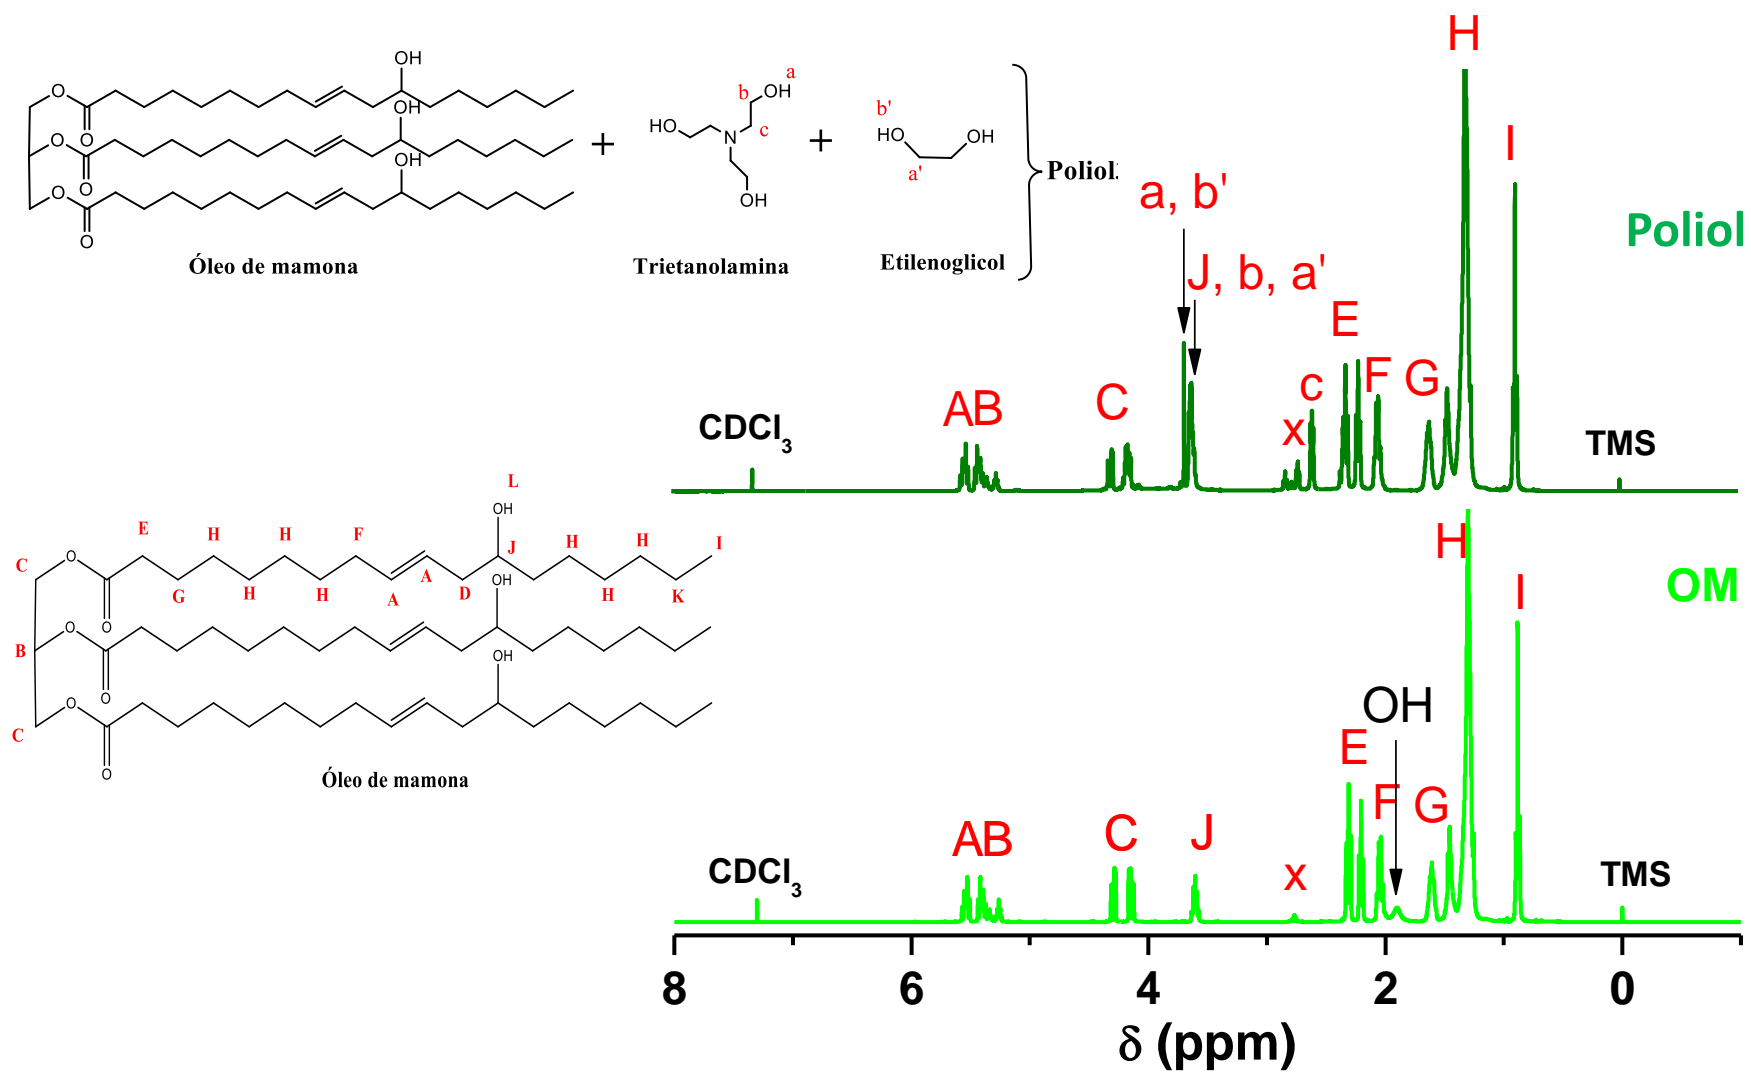 H
I
Poliol
a, b'
J, b, a'
E
F
G
c
x
C
AB
CDCl3
TMS
OH
OH
OH
O
O
O
O
O
O
Óleo de mamona
+
a
b
OH
c
HO
N
OH
Trietanolamina
+
b'
HO
OH
a'
Etilenoglicol
Poliol:
L
OH
E
H
H
F
J
H
H
I
C
O
G
H
H
A
A
D
H
K
O
OH
B
O
O
OH
C
O
O
Óleo de mamona
H
I
OM
OH
E
F
G
AB
C
J
x
CDCl3
TMS
8
6
4
2
0
δ (ppm)